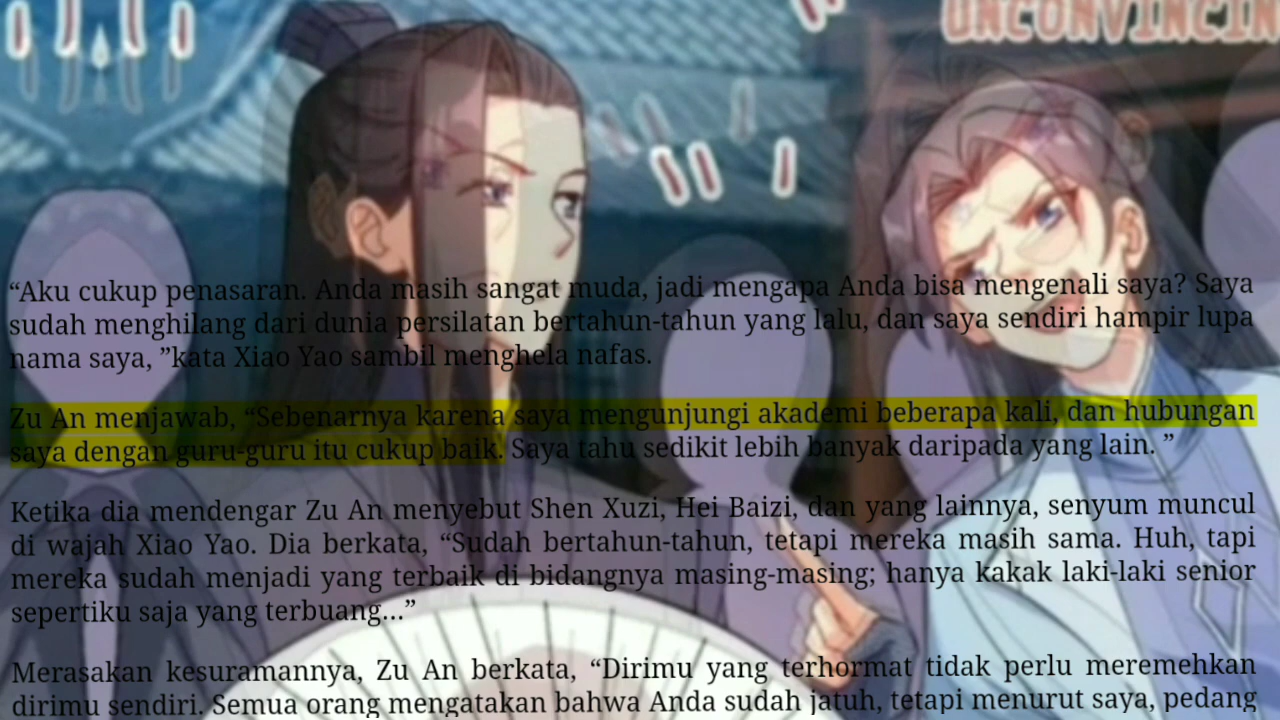 UNCONVINCIN
“Aku cukup penasaran. Anda masih sangat muda, jadi mengapa Anda bisa mengenali saya? Saya
sudah menghilang dari dunia persilatan bertahun-tahun yang lalu, dan saya sendiri hampir lupa
nama saya, ”kata Xiao Yao sambil menghela nafas.
Zu An menjawab, “Sebenarnya karena saya mengunjungi akademi beberapa kali, dan hubungan
saya dengan guru-guru itu cukup baik. Saya tahu sedikit lebih banyak daripada yang lain. ”
Ketika dia mendengar Zu An menyebut Shen Xuzi, Hei Baizi, dan yang lainnya, senyum muncul
di wajah Xiao Yao. Dia berkata, “Sudah bertahun-tahun, tetapi mereka masih sama. Huh, tapi
mereka sudah menjadi yang terbaik di bidangnya masing-masing; hanya kakak laki-laki senior
sepertiku saja yang terbuang...”
Merasakan kesuramannya, Zu An berkata, “Dirimu yang terhormat tidak perlu meremehkan
dirimu sendiri. Semua orang mengatakan bahwa Anda sudah jatuh, tetapi menurut saya, pedang